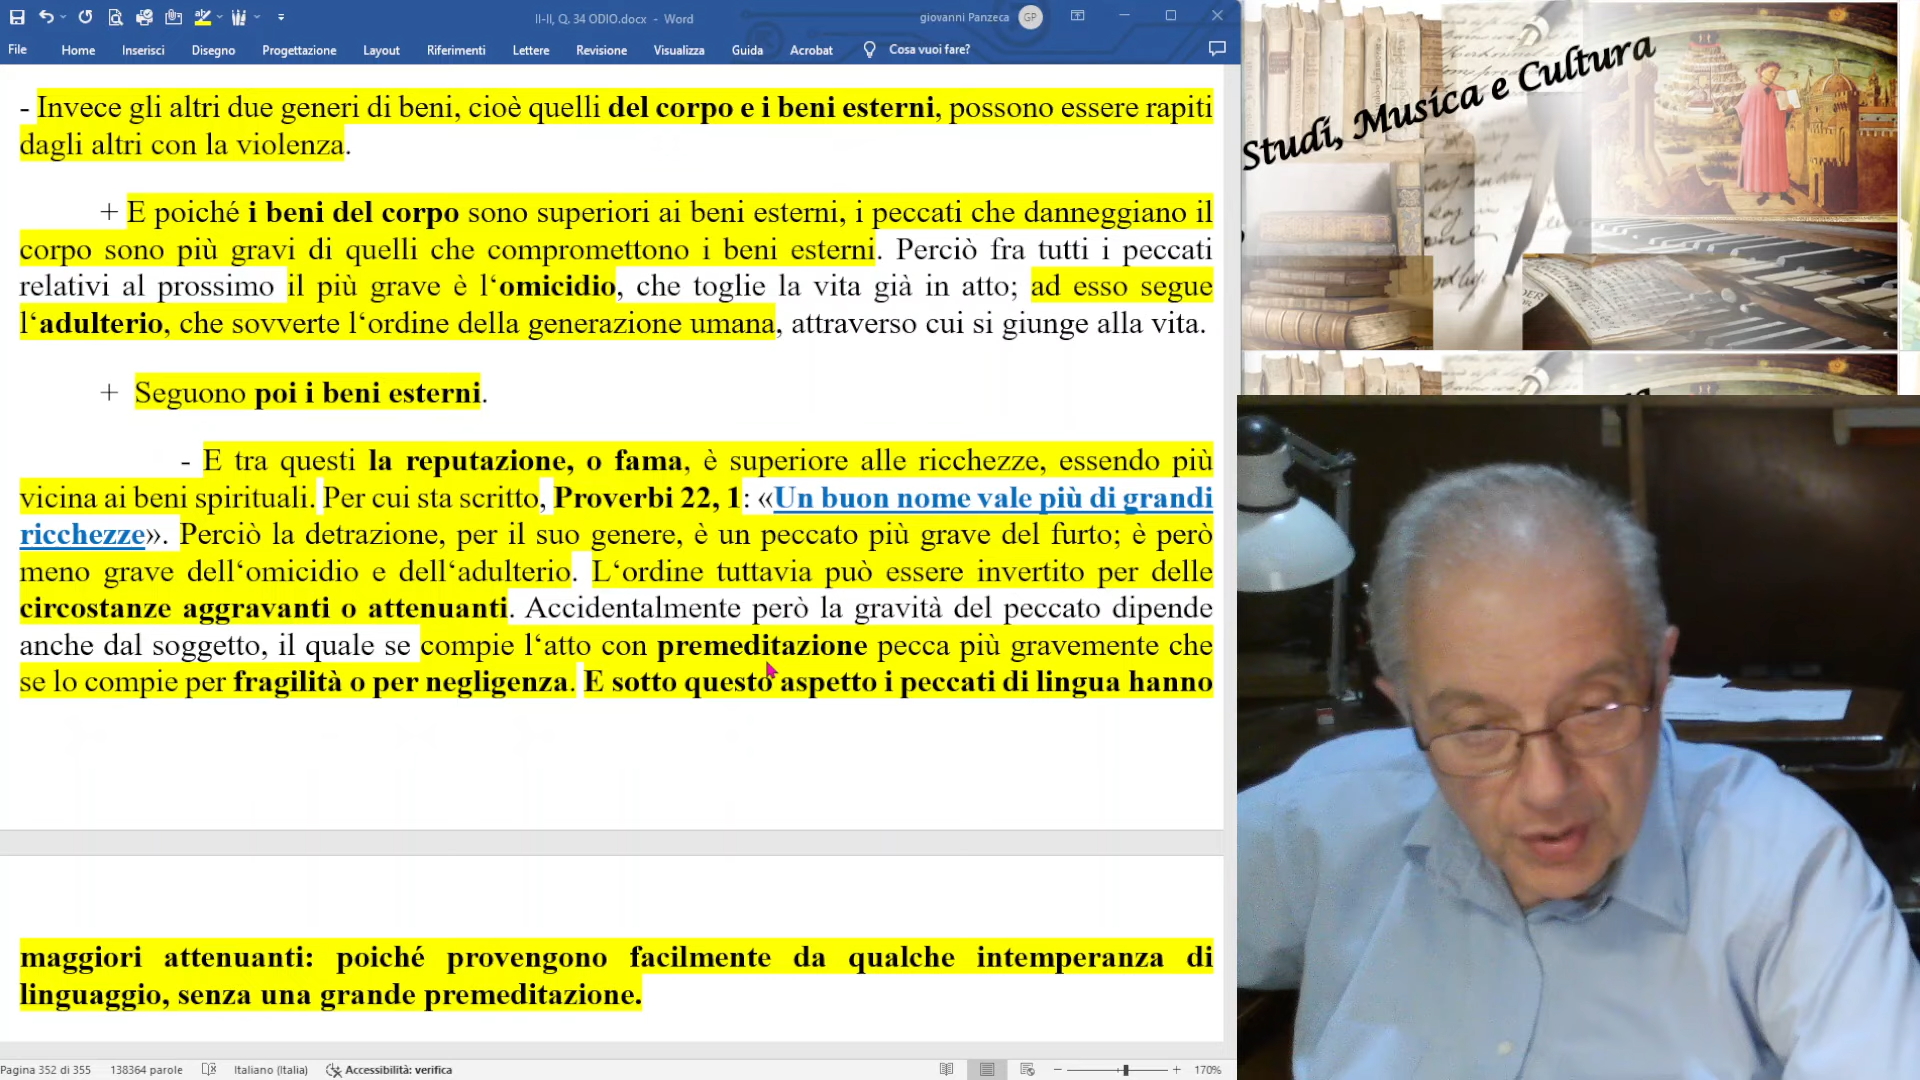 II-II, Q. 34 ODIO.docx - Word
giovanni Panzeca
GP
File Home Inserisci Disegno Progettazione Layout Riferimenti Lettere Revisione Visualizza Guida Acrobat Cosa vuoi fare?
- Invece gli altri due generi di beni, cioè quelli del corpo e i beni esterni, possono essere rapiti
dagli altri con la violenza.
+ E poiché i beni del corpo sono superiori ai beni esterni, i peccati che danneggiano il
corpo sono più gravi di quelli che compromettono i beni esterni. Perciò fra tutti i peccati
relativi al prossimo il più grave è l‘omicidio, che toglie la vita già in atto; ad esso segue
l‘adulterio, che sovverte l‘ordine della generazione umana, attraverso cui si giunge alla vita.
+ Seguono poi i beni esterni.
- E tra questi la reputazione, o fama, è superiore alle ricchezze, essendo più
vicina ai beni spirituali. Per cui sta scritto, Proverbi 22, 1: «Un buon nome vale più di grandi
ricchezze». Perciò la detrazione, per il suo genere, è un peccato più grave del furto; è però
meno grave dell‘omicidio e dell‘adulterio. L‘ordine tuttavia può essere invertito per delle
circostanze aggravanti o attenuanti. Accidentalmente però la gravità del peccato dipende
anche dal soggetto, il quale se compie l‘atto con premeditazione pecca più gravemente che
se lo compie per fragilità o per negligenza. E sotto questo aspetto i peccati di lingua hanno
maggiori attenuanti: poiché provengono facilmente da qualche intemperanza di
linguaggio, senza una grande premeditazione.
Pagina 352 di 355 138364 parole Italiano (Italia) Accessibilità: verifica 170%
Studi, Musica e Cultura